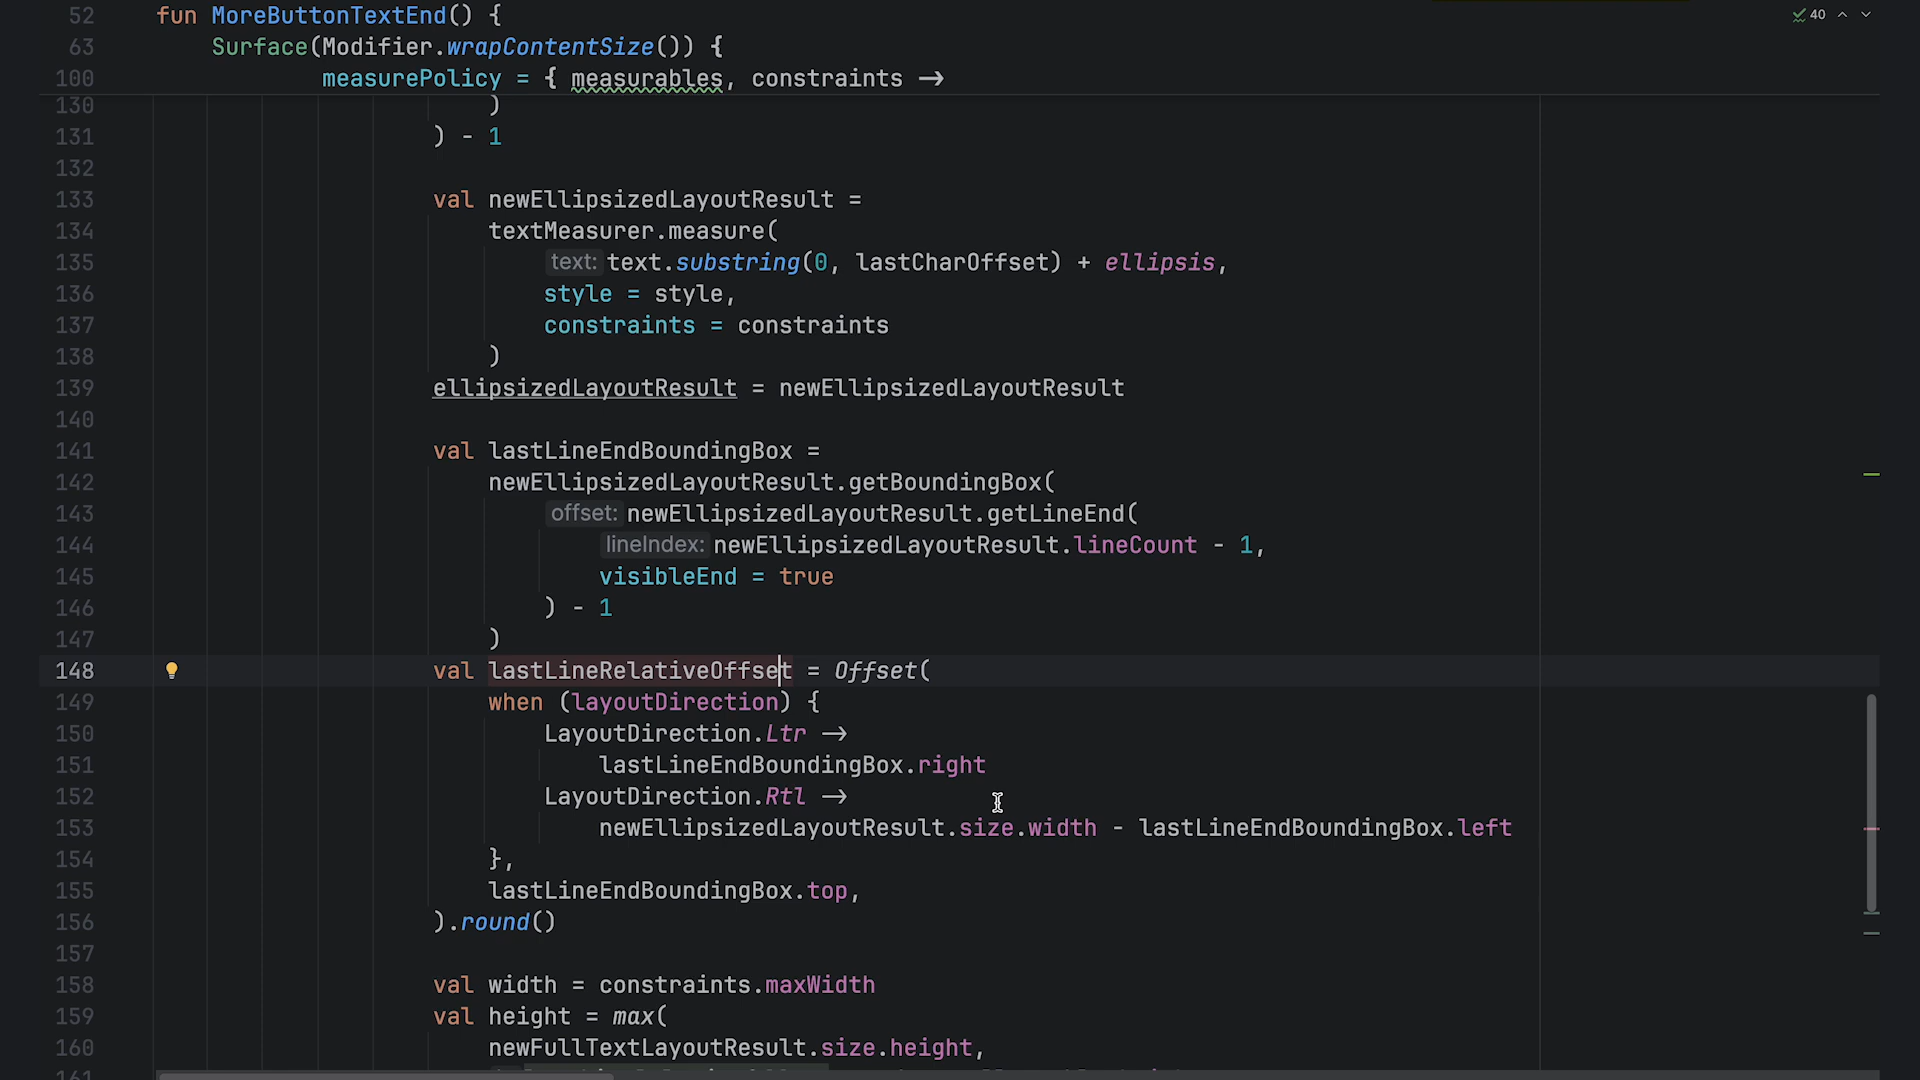 52 fun MoreButtonTextEnd() {
40
63 Surface(Modifier.wrapContentSize()) {
100 measurePolicy = { measurables, constraints →
130 )
131 ) - 1
132
133 val newEllipsizedLayoutResult =
134 textMeasurer.measure(
135 text: text.substring(0, lastCharOffset) + ellipsis,
136 style = style,
137 constraints = constraints
138 )
139 ellipsizedLayoutResult = newEllipsizedLayoutResult
140
141 val lastLineEndBoundingBox =
142 newEllipsizedLayoutResult.getBoundingBox(
143 offset: newEllipsizedLayoutResult.getLineEnd(
144 lineIndex: newEllipsizedLayoutResult.lineCount - 1,
145 visibleEnd = true
146 ) - 1
147 )
148 val lastLineRelativeOffset = Offset(
149 when (layoutDirection) {
150 LayoutDirection.Ltr →
151 lastLineEndBoundingBox.right
152 LayoutDirection.Rtl →
153 newEllipsizedLayoutResult.size.width - lastLineEndBoundingBox.left
154 },
155 lastLineEndBoundingBox.top,
156 ).round()
157
158 val width = constraints.maxWidth
159 val height = max(
160 newFullTextLayoutResult.size.height,
161